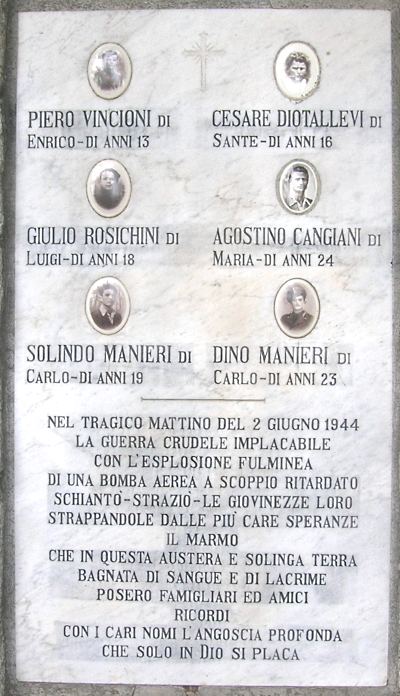 PIERO VINCIONI DI
ENRICO-DI ANNI 13
CESARE DIOTALLEVI DI
SANTE-DI ANNI 16
GIULIO ROSICHINI DI
LUIGI-DI ANNI 18
AGOSTINO CANGIANI DI
MARIA-DI ANNI 24
SOLINDO MANIERI DI
CARLO-DI ANNI 19
DINO MANIERI DI
CARLO-DI ANNI 23
NEL TRAGICO MATTINO DEL 2 GIUGNO 1944
LA GUERRA CRUDELE IMPLACABILE
CON L'ESPLOSIONE FULMINEA
DI UNA BOMBA AEREA A SCOPPIO RITARDATO
SCHIANTO'-STRAZIO'-LE GIOVINEZZE LORO
STRAPPANDOLE DALLE PIU' CARE SPERANZE
IL MARMO
CHE IN QUESTA AUSTERA E SOLINGA TERRA
BAGNATA DI SANGUE E DI LACRIME
POSERO FAMIGLIARI ED AMICI
RICORDI
CON I CARI NOMI L'ANGOSCIA PROFONDA
CHE SOLO IN DIO SI PLACA